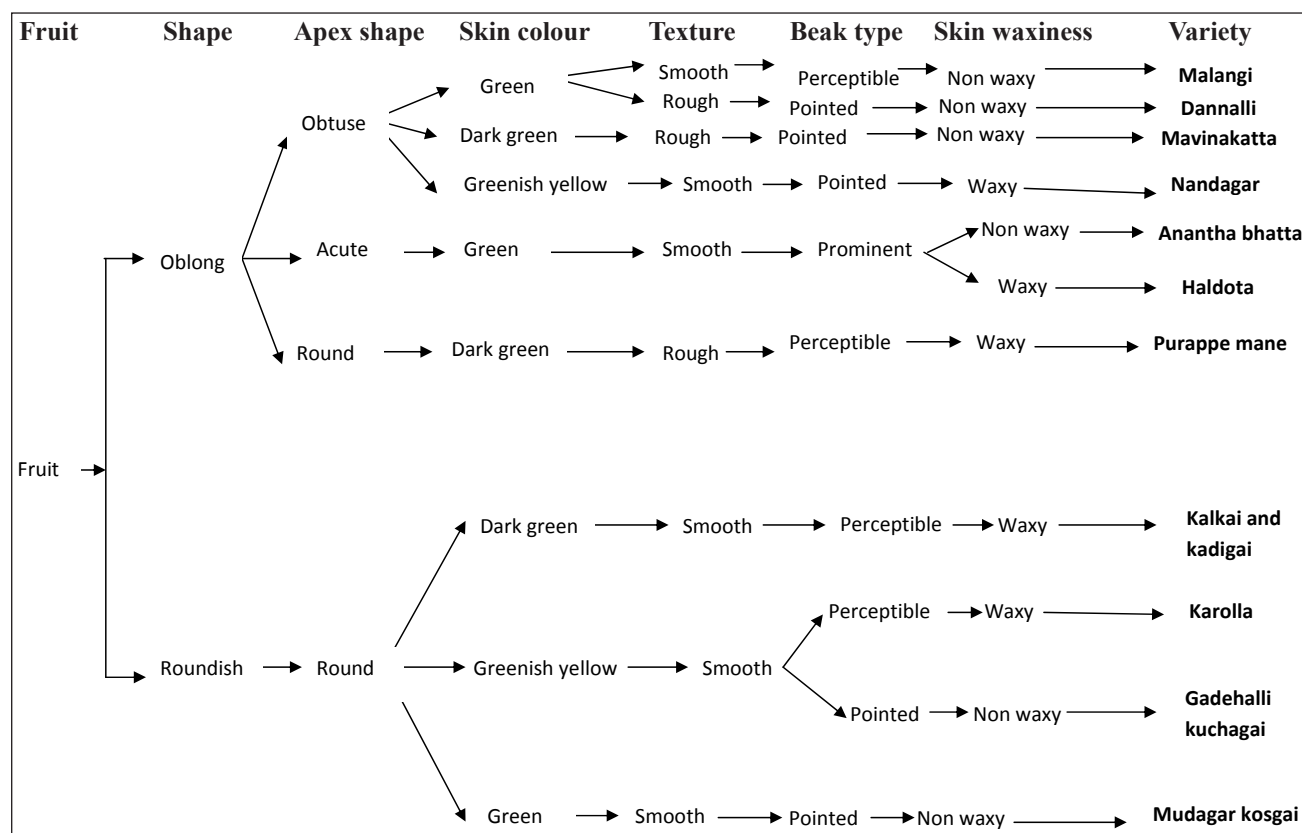 Fruit Shape Apex shape Skin colour Texture Beak type Skin waxiness Variety
Green Smooth Perceptible Non waxy Malangi
Rough Pointed Non waxy Dannalli
Obtuse Dark green Rough Pointed Non waxy Mavinakatta
Greenish yellow Smooth Pointed Waxy Nandagar
Oblong Acute Green Smooth Prominent Non waxy Anantha bhatta
Waxy Haldota
Round Dark green Rough Perceptible Waxy Purappe mane
Fruit
Dark green Smooth Perceptible Waxy Kalkai and
kadigai
Perceptible Waxy Karolla
Roundish Round Greenish yellow Smooth
Pointed Non waxy Gadehalli
kuchagai
Green Smooth Pointed Non waxy Mudagar kosgai